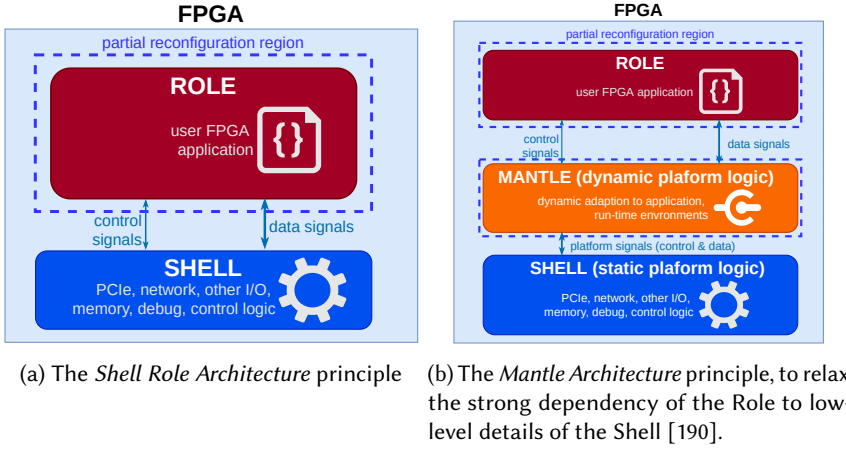 FPGA
partial reconfiguration region
ROLE
user FPGA
application
{}
control
signals
data signals
SHELL
PCIe, network, other I/O,
memory, debug, control logic
(a) The Shell Role Architecture principle
FPGA
partial reconfiguration region
ROLE
user FPGA application
{}
control
signals
data signals
MANTLE (dynamic plaform logic)
dynamic adaption to application,
run-time envronments
platform signals (control & data)
SHELL (static plaform logic)
PCIe, network, other I/O,
memory, debug, control logic
(b) The Mantle Architecture principle, to relax
the strong dependency of the Role to low-
level details of the Shell [190].